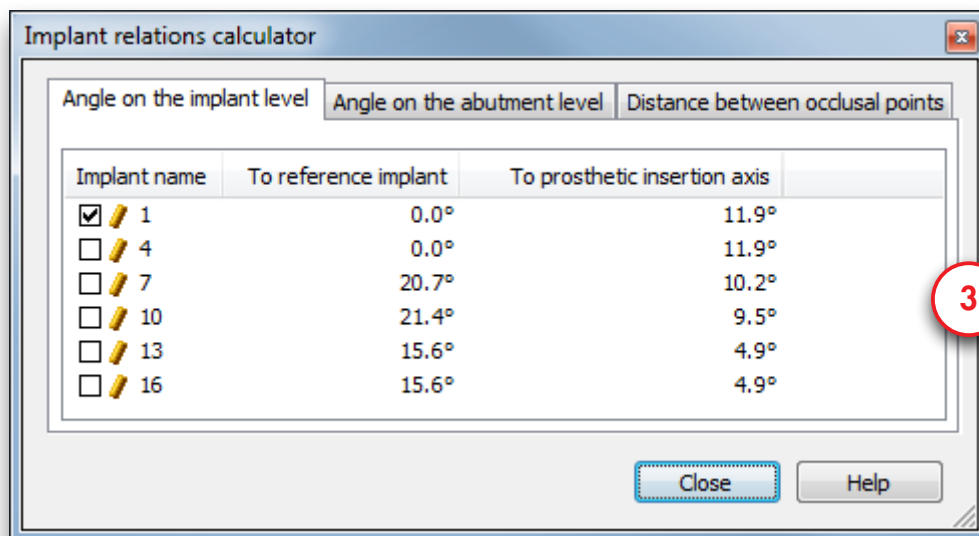 Implant relations calculator
Angle on the implant level Angle on the abutment level Distance between occlusal points
Implant name To reference implant To prosthetic insertion axis
1 0.0° 11.9°
4 0.0° 11.9°
7 20.7° 10.2°
10 21.4° 9.5°
13 15.6° 4.9°
16 15.6° 4.9°
3
Close Help